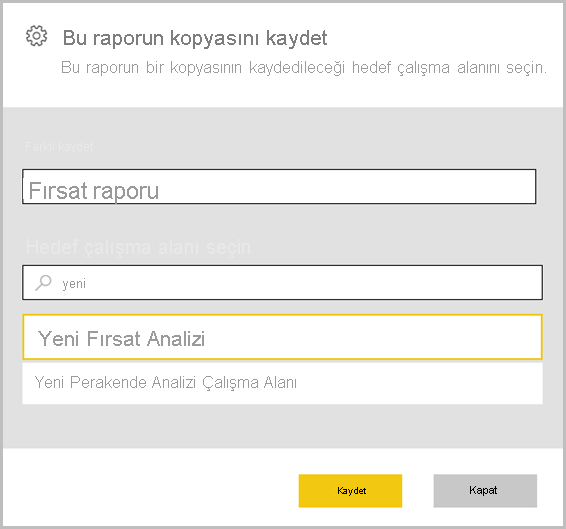 Bu raporun kopyasını kaydet
Bu raporun bir kopyasının kaydedileceği hedef çalışma alanını seçin.
Farklı kaydet
Fırsat raporu
Hedef çalışma alanı seçin
yeni
Yeni Fırsat Analizi
Yeni Perakende Analizi Çalışma Alanı
Kaydet
Kapat